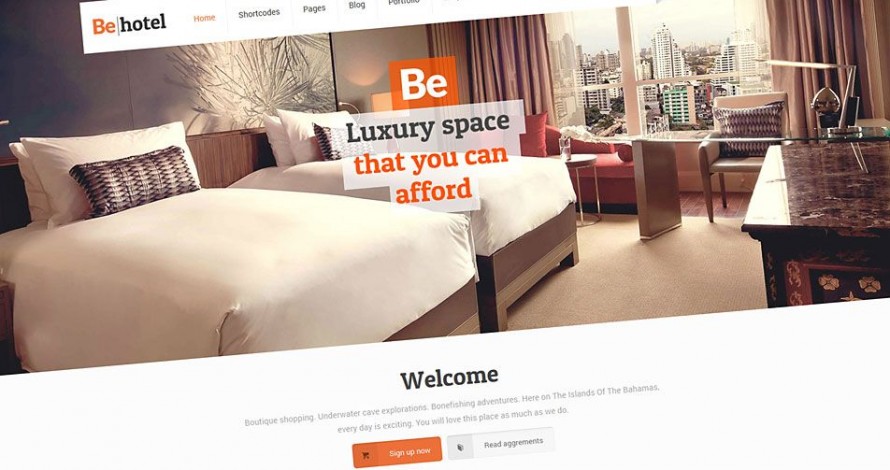 Be hotel
Home Shortcodes Pages Blog Portfolio
Be
Luxury space
that you can
afford
Welcome
Boutique shopping. Underwater cave explorations. Bonefishing adventures. Here on The Islands Of The Bahamas,
every day is exciting. You will love this place as much as we do.
Sign up now Read aggrements